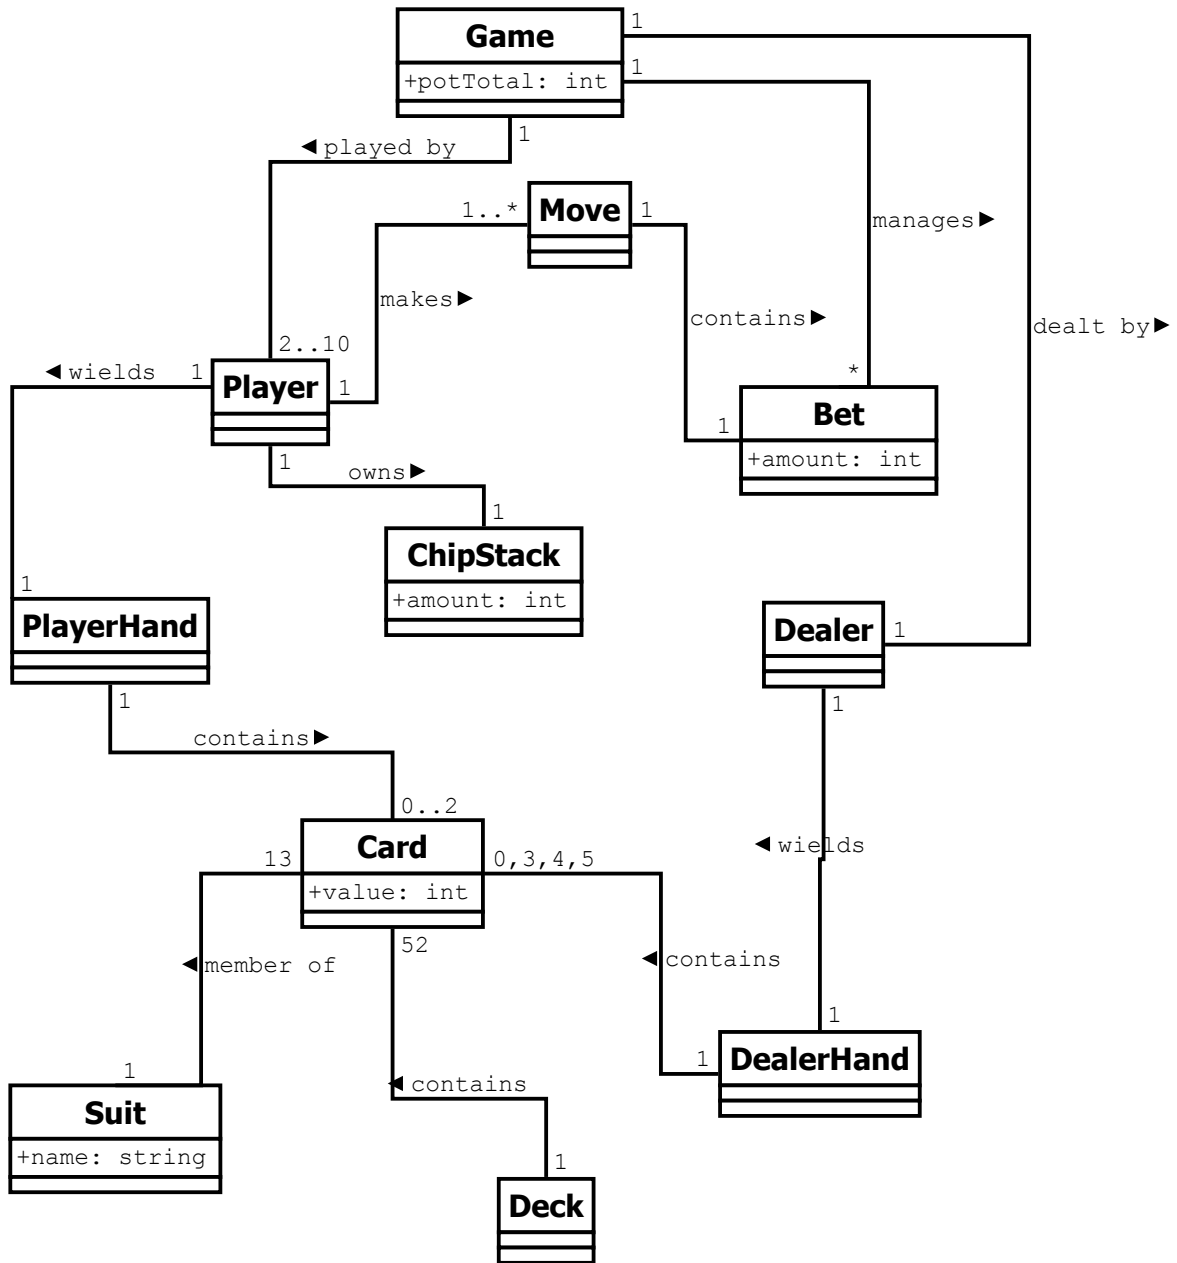 Game
+potTotal: int
1
1
1
◄ played by
Move
1..*
1
manages ►
makes ►
contains ►
dealt by ►
2..10
◄ wields
1
Player
1
*
Bet
+amount: int
1
1
owns ►
1
ChipStack
+amount: int
1
PlayerHand
Dealer
1
1
1
contains ►
0..2
Card
+value: int
13
0,3,4,5
◄ wields
52
◄ member of
◄ contains
1
1
DealerHand
1
Suit
+name: string
◄ contains
1
Deck